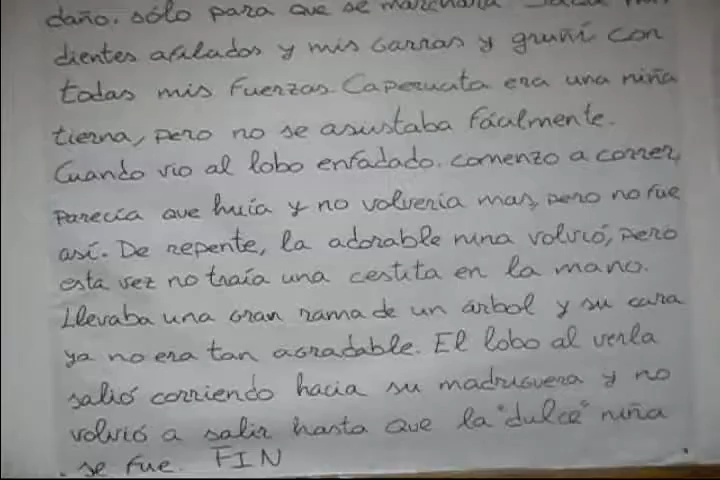 daño. sólo para que se marchara
dientes afilados y mis garras y gruñí con
todas mis fuerzas. Caperucita era una niña
tierna, pero no se asustaba fácilmente.
Cuando vio al lobo enfadado. comenzo a correr,
parecía que huía y no volveria mas, pero no fue
así. De repente, la adorable nina volvió, pero
esta vez no traía una cestita en la mano.
Llevaba una gran rama de un árbol y su cara
ya no era tan agradable. El lobo al verla
salió corriendo hacia su madriguera y no
volvió a salir hasta que la "dulce" niña
se fue. FIN